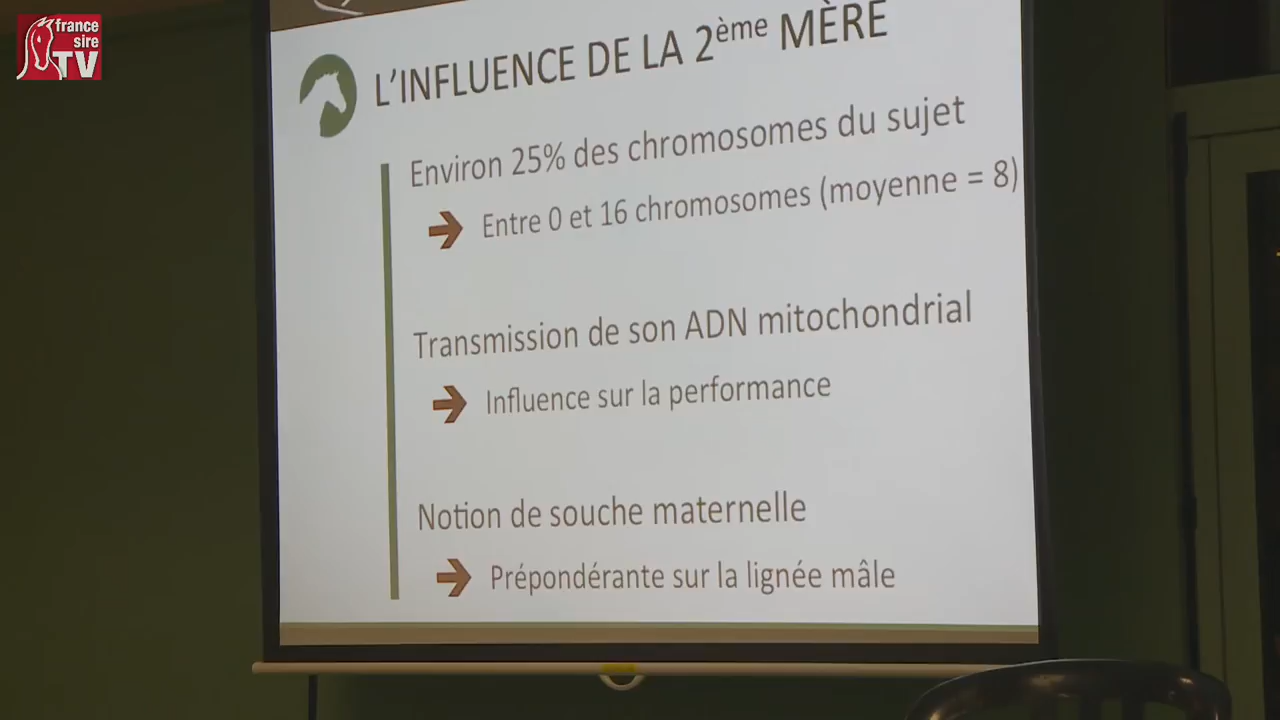 france
sire
TV
L'INFLUENCE DE LA 2ème MÈRE
Environ 25% des chromosomes du sujet
Entre 0 et 16 chromosomes (moyenne = 8)
Transmission de son ADN mitochondrial
Influence sur la performance
Notion de souche maternelle
Prépondérante sur la lignée mâle